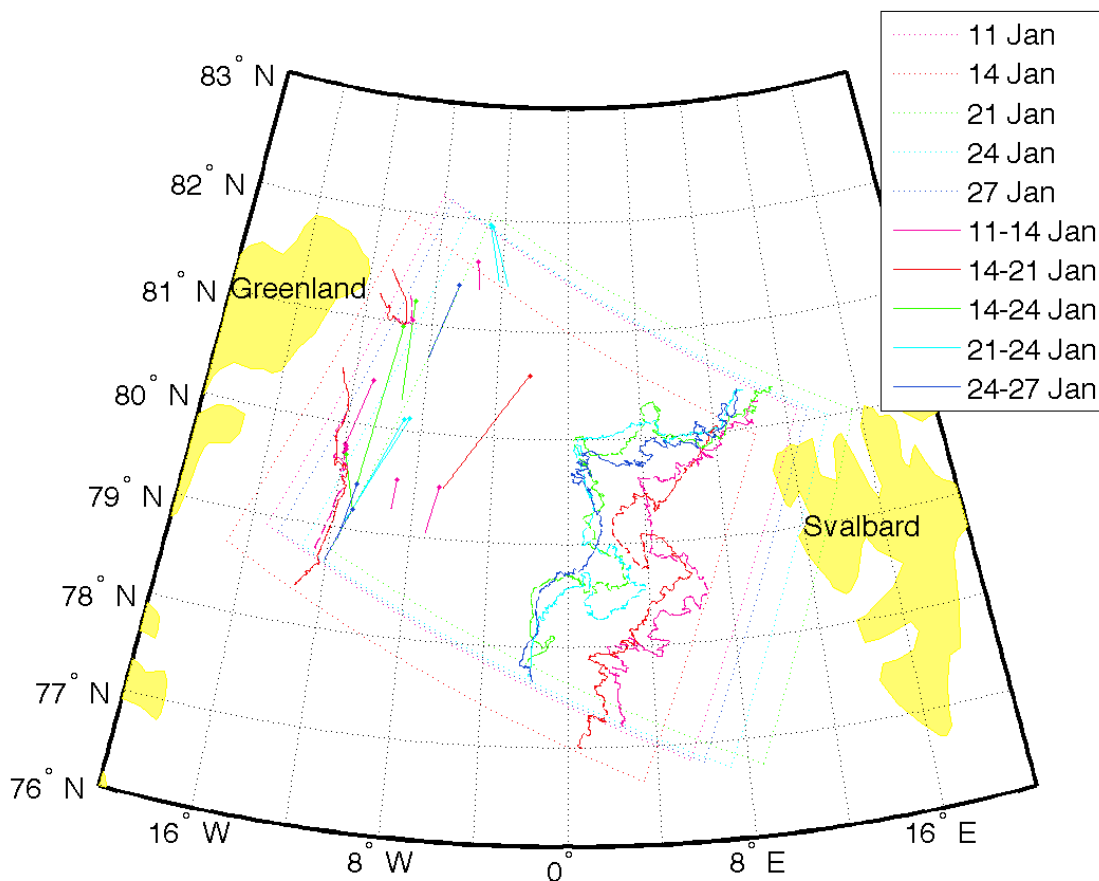 11 Jan
14 Jan
21 Jan
24 Jan
27 Jan
11-14 Jan
14-21 Jan
14-24 Jan
21-24 Jan
24-27 Jan
83° N
82° N
81° N
80° N
79° N
78° N
77° N
76° N
Greenland
Svalbard
16° W
8° W
0°
8° E
16° E